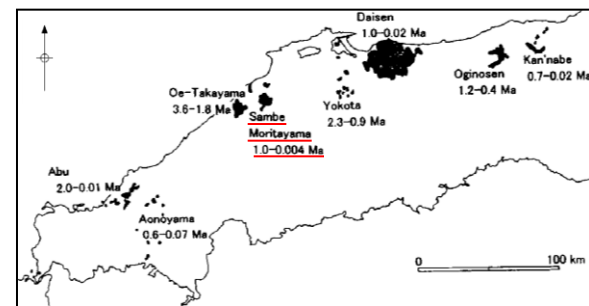 Daisen
1.0-0.02 Ma
Kan'nabe
0.7-0.02 Ma
Oginosen
1.2-0.4 Ma
Oe-Takayama
3.6-1.8 Ma
Sambe
Moritayama
1.0-0.004 Ma
Yokota
2.3-0.9 Ma
Abu
2.0-0.01 Ma
Aonoyama
0.6-0.07 Ma
0
100 km